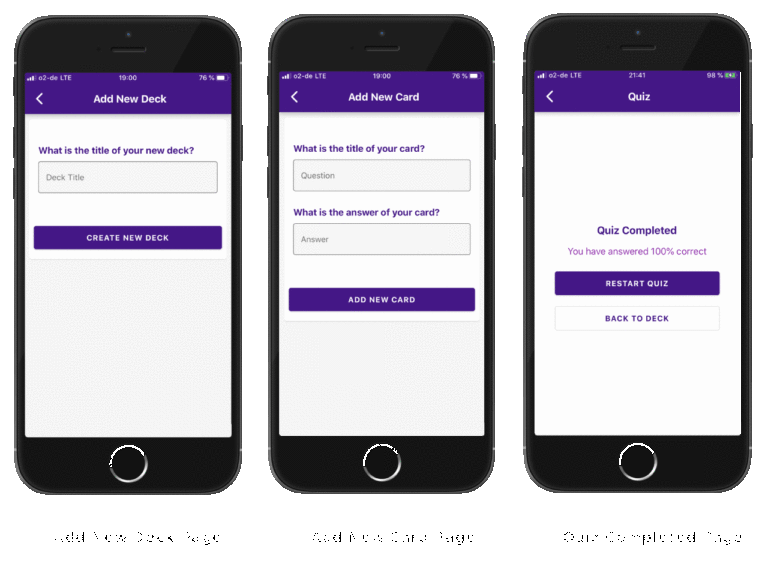 o2-de LTE 19:00 76 %
Add New Deck
What is the title of your new deck?
Deck Title
CREATE NEW DECK
o2-de LTE 19:00 76 %
Add New Card
What is the title of your card?
Question
What is the answer of your card?
Answer
ADD NEW CARD
o2-de LTE 21:41 98 %
Quiz
Quiz Completed
You have answered 100% correct
RESTART QUIZ
BACK TO DECK
Add New Deck Page
Add New Card Page
Quiz Completed Page